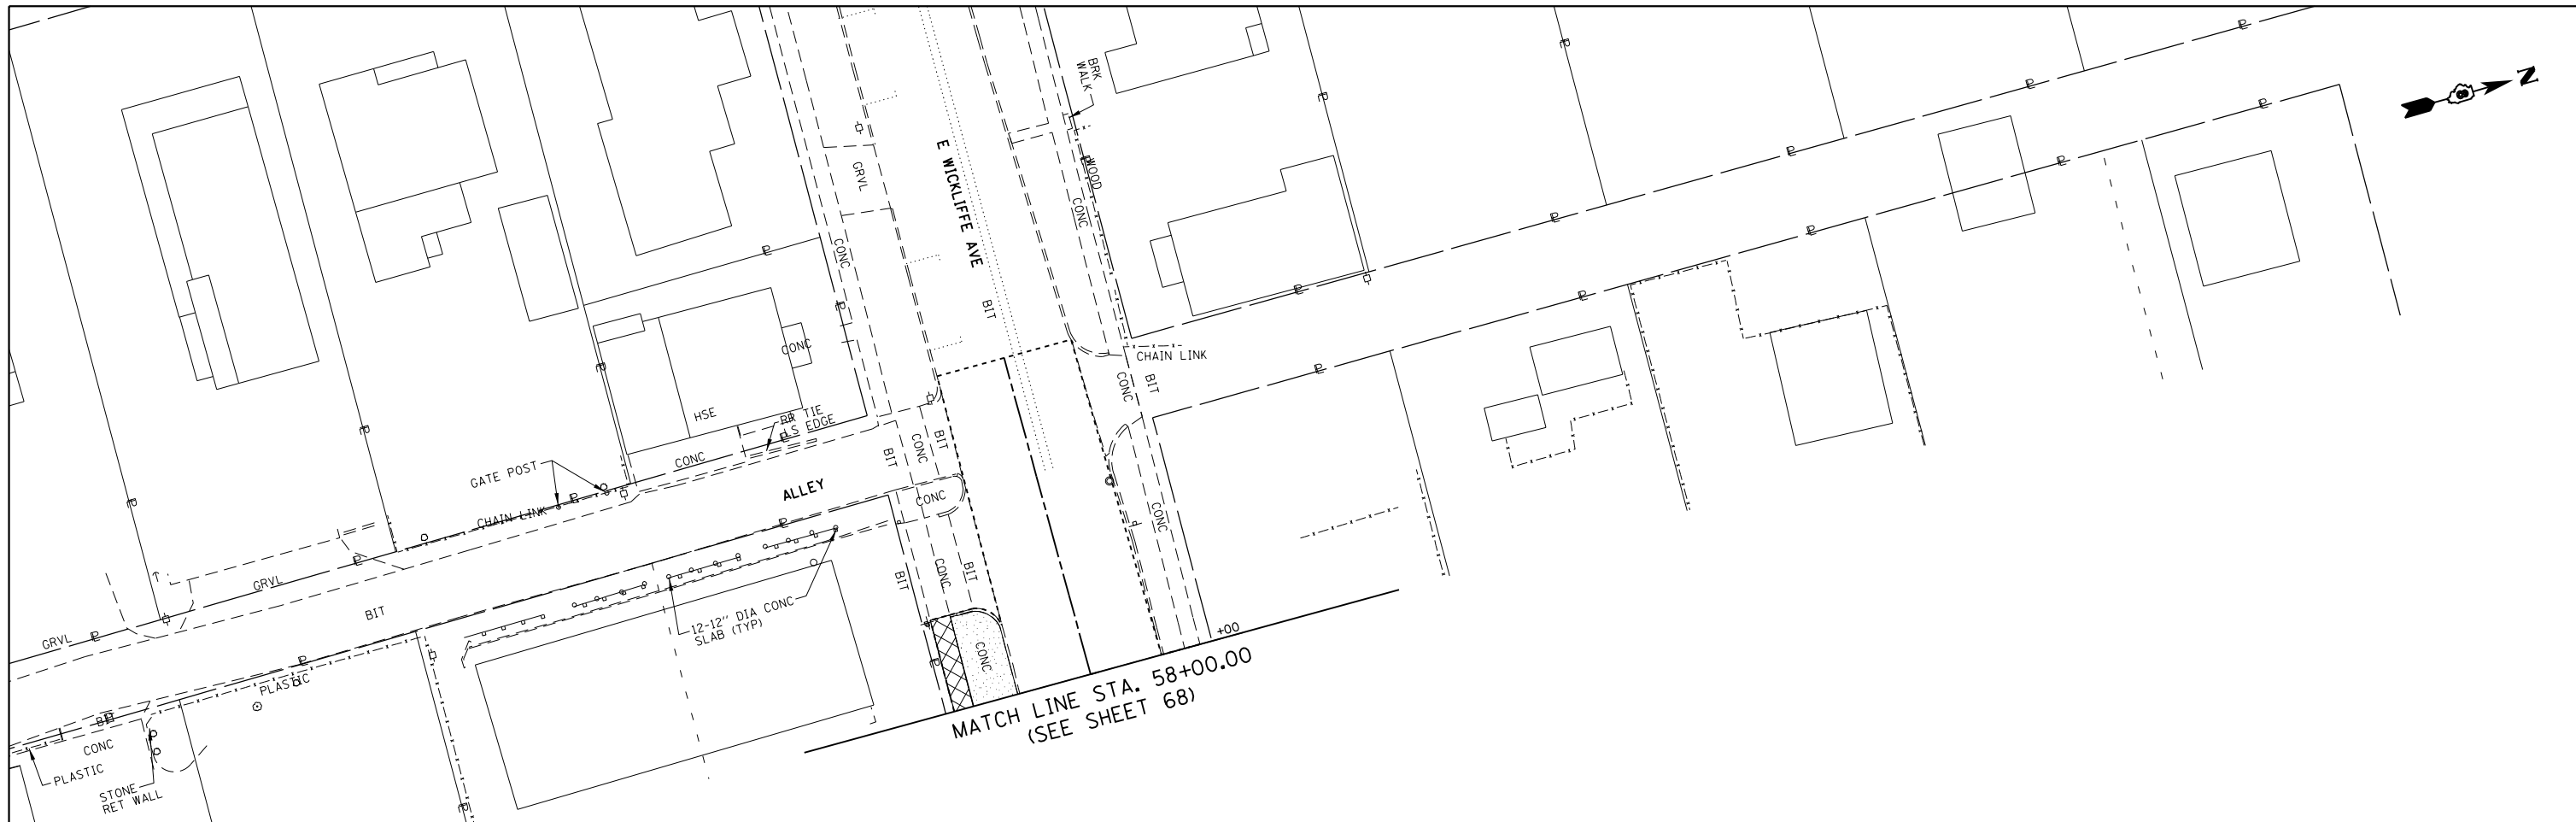 N
BRK
WALK
E WICKLIFFE AVE
WOOD
GRVL
CONC
CONC
BIT
CHAIN LINK
CONC
BIT
CONC
HSE
RR TIE
LS EDGE
CONC
GATE POST
CHAIN LINK
ALLEY
BIT
CONC
BIT
CONC
CONC
GRVL
BIT
GRVL
BIT
CONC
BIT
12-12" DIA CONC
SLAB (TYP)
CONC
+00
MATCH LINE STA. 58+00.00
(SEE SHEET 68)
PLASTIC
BIT
CONC
PLASTIC
STONE
RET WALL